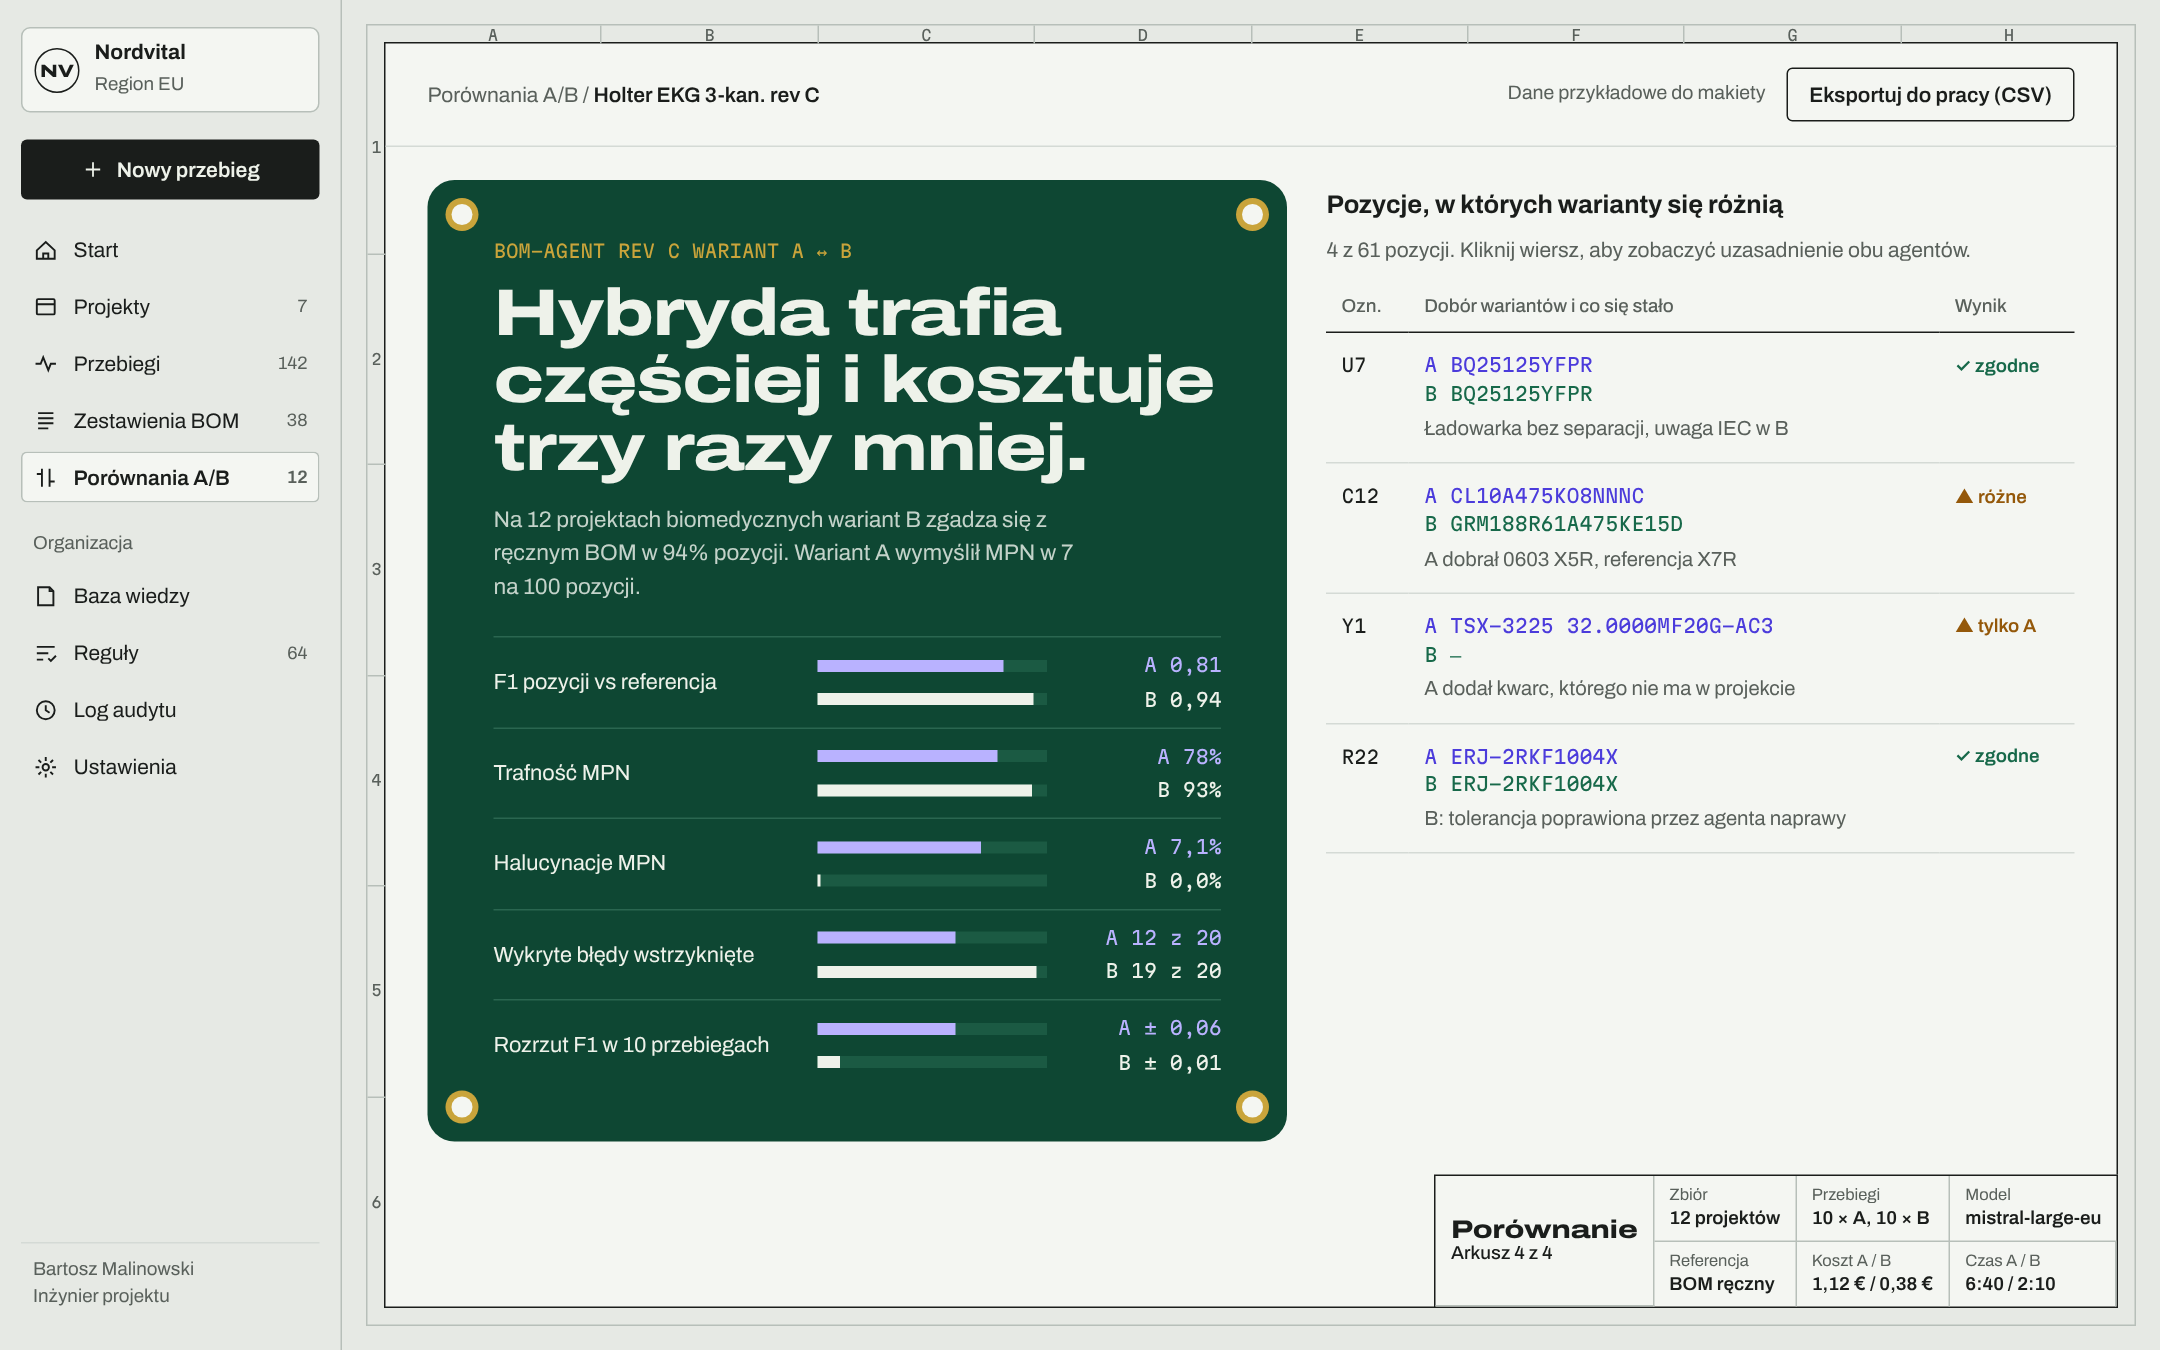 NV
Nordvital
Region EU
Nowy przebieg
Start
Projekty 7
Przebiegi 142
Zestawienia BOM 38
Porównania A/B 12
Organizacja
Baza wiedzy
Reguły 64
Log audytu
Ustawienia
Bartosz Malinowski
Inżynier projektu
A B C D E F G H
1
2
3
4
5
6
Porównania A/B / Holter EKG 3-kan. rev C
Dane przykładowe do makiety
Eksportuj do pracy (CSV)
BOM-AGENT REV C WARIANT A ↔ B
Hybryda trafia
częściej i kosztuje
trzy razy mniej.
Na 12 projektach biomedycznych wariant B zgadza się z
ręcznym BOM w 94% pozycji. Wariant A wymyślił MPN w 7
na 100 pozycji.
F1 pozycji vs referencja
A 0,81
B 0,94
Trafność MPN
A 78%
B 93%
Halucynacje MPN
A 7,1%
B 0,0%
Wykryte błędy wstrzyknięte
A 12 z 20
B 19 z 20
Rozrzut F1 w 10 przebiegach
A ± 0,06
B ± 0,01
Pozycje, w których warianty się różnią
4 z 61 pozycji. Kliknij wiersz, aby zobaczyć uzasadnienie obu agentów.
Ozn. Dobór wariantów i co się stało Wynik
U7 A BQ25125YFPR ✓ zgodne
B BQ25125YFPR
Ładowarka bez separacji, uwaga IEC w B
C12 A CL10A475KO8NNNC ▲ różne
B GRM188R61A475KE15D
A dobrał 0603 X5R, referencja X7R
Y1 A TSX-3225 32.0000MF20G-AC3 ▲ tylko A
B —
A dodał kwarc, którego nie ma w projekcie
R22 A ERJ-2RKF1004X ✓ zgodne
B ERJ-2RKF1004X
B: tolerancja poprawiona przez agenta naprawy
Porównanie
Arkusz 4 z 4
Zbiór
12 projektów
Przebiegi
10 × A, 10 × B
Model
mistral-large-eu
Referencja
BOM ręczny
Koszt A / B
1,12 € / 0,38 €
Czas A / B
6:40 / 2:10